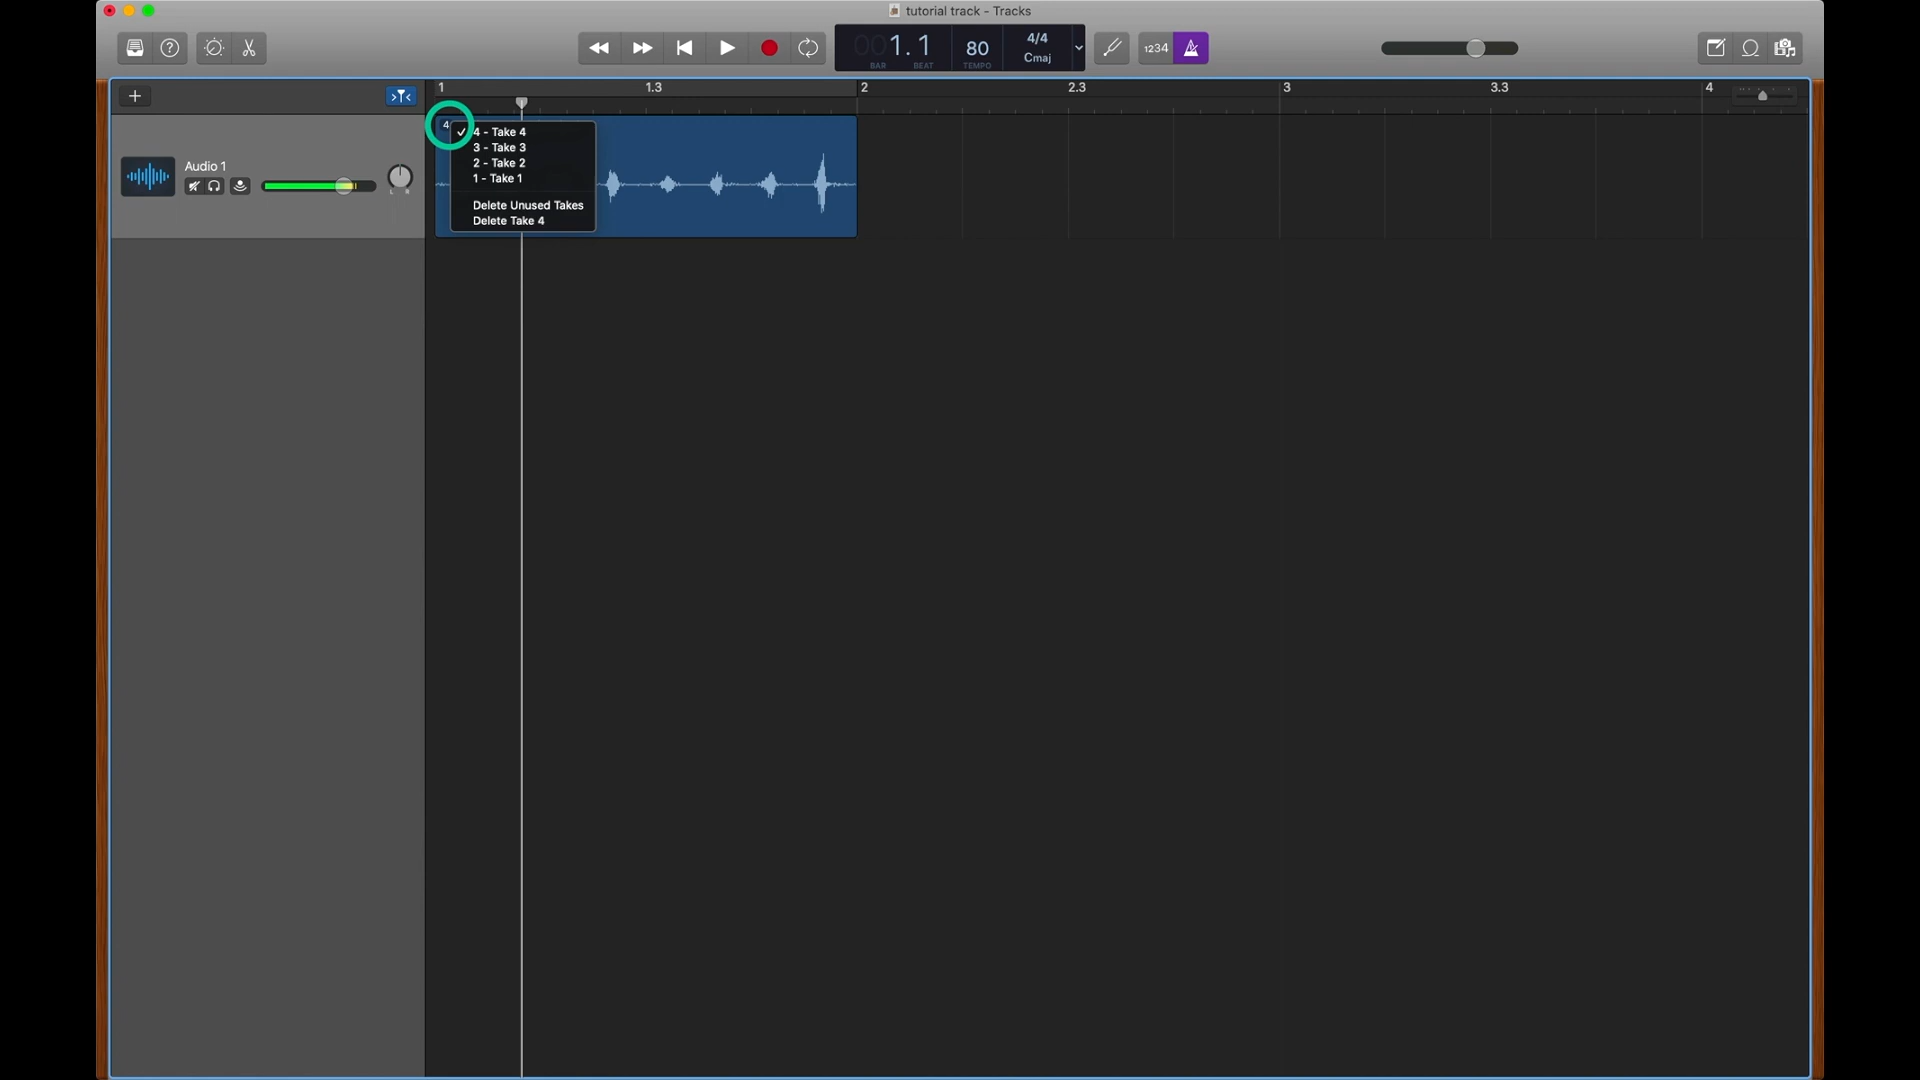 tutorial track - Tracks
001.1
BAR
BEAT
80
TEMPO
4/4
Cmaj
1234
1
1.3
2
2.3
3
3.3
4
Audio 1
L R
4
✓ 4 - Take 4
3 - Take 3
2 - Take 2
1 - Take 1
Delete Unused Takes
Delete Take 4